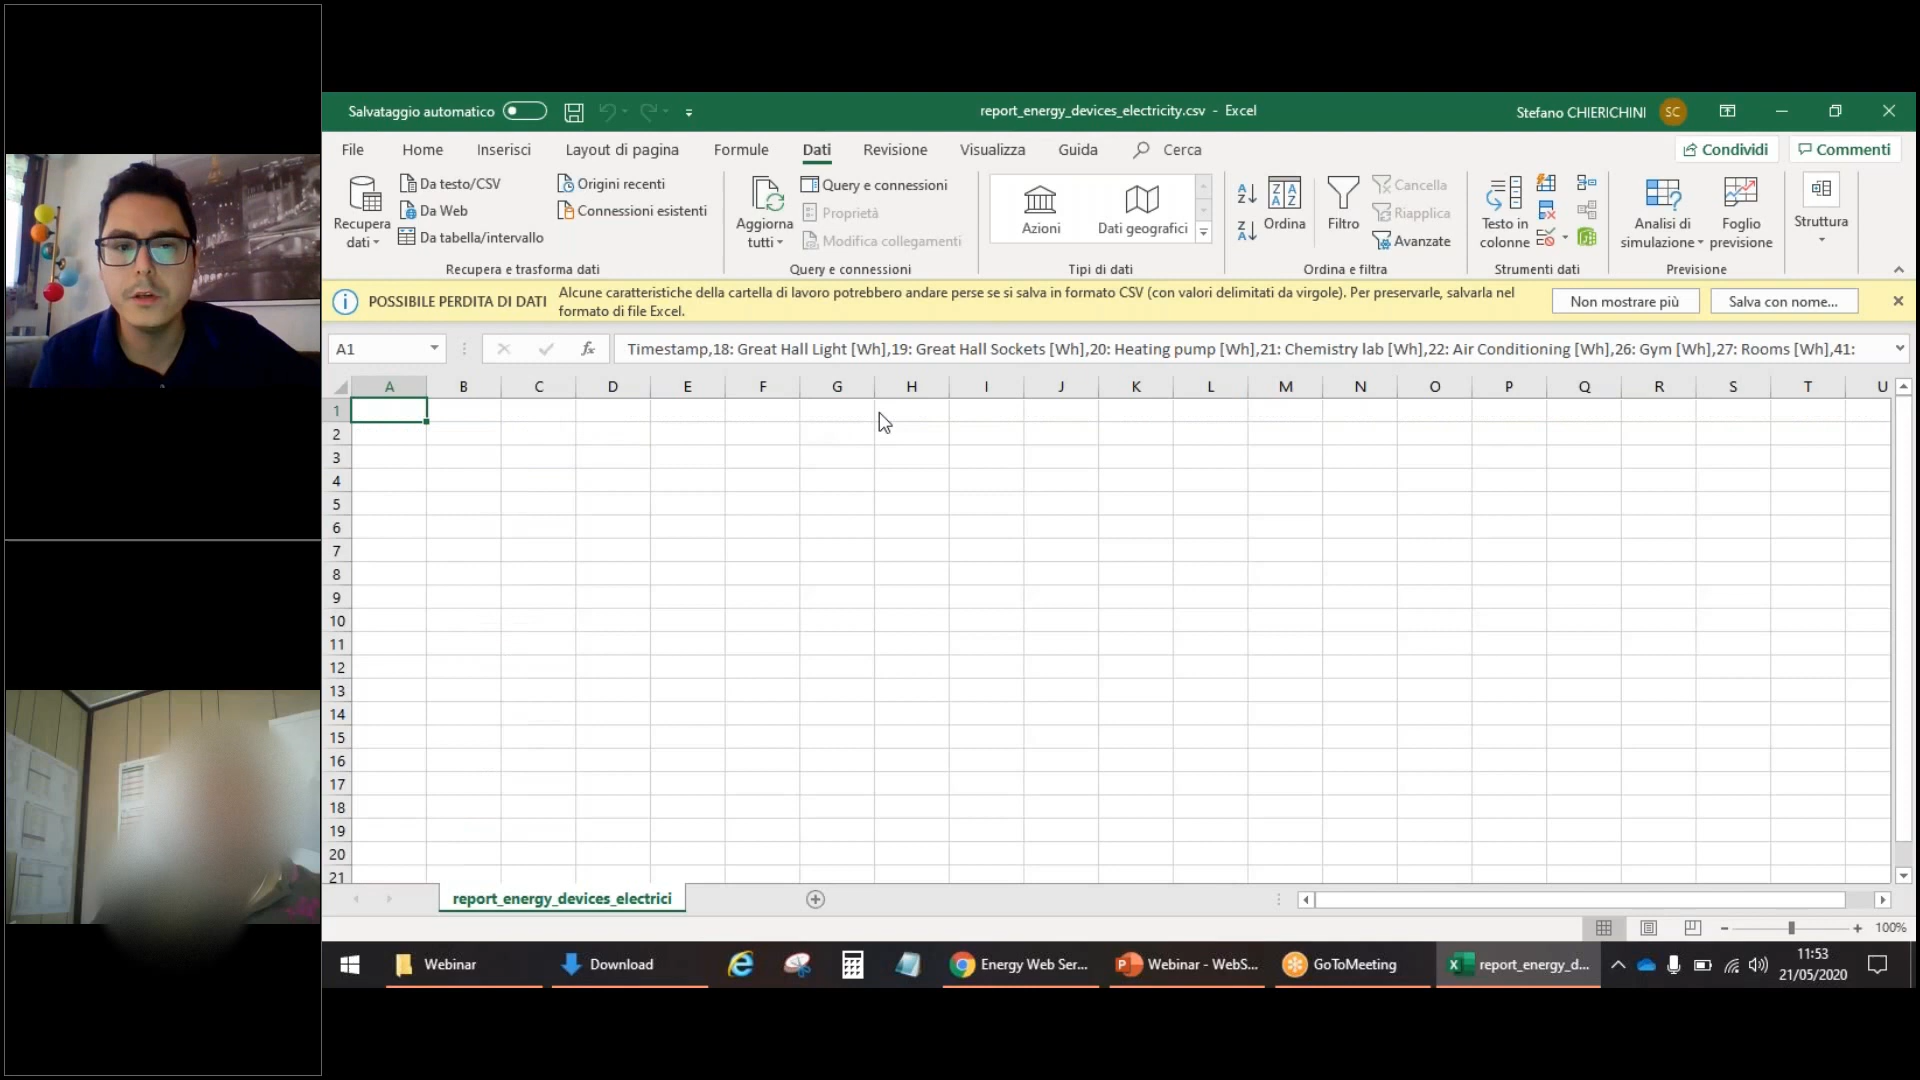 Salvataggio automatico
report_energy_devices_electricity.csv - Excel
Stefano CHIERICHINI SC
File Home Inserisci Layout di pagina Formule Dati Revisione Visualizza Guida Cerca
Condividi Commenti
Recupera dati
Da testo/CSV
Da Web
Da tabella/intervallo
Origini recenti
Connessioni esistenti
Recupera e trasforma dati
Aggiorna tutti
Query e connessioni
Proprietà
Modifica collegamenti
Query e connessioni
Azioni
Dati geografici
Tipi di dati
Ordina
Filtro
Cancella
Riapplica
Avanzate
Ordina e filtra
Testo in colonne
Strumenti dati
Analisi di simulazione
Foglio previsione
Previsione
Struttura
POSSIBILE PERDITA DI DATI
Alcune caratteristiche della cartella di lavoro potrebbero andare perse se si salva in formato CSV (con valori delimitati da virgole). Per preservarle, salvarla nel
formato di file Excel.
Non mostrare più
Salva con nome...
A1
fx
Timestamp,18: Great Hall Light [Wh],19: Great Hall Sockets [Wh],20: Heating pump [Wh],21: Chemistry lab [Wh],22: Air Conditioning [Wh],26: Gym [Wh],27: Rooms [Wh],41:
A B C D E F G H I J K L M N O P Q R S T U
1
2
3
4
5
6
7
8
9
10
11
12
13
14
15
16
17
18
19
20
21
report_energy_devices_electrici
100%
Webinar
Download
Energy Web Ser...
Webinar - WebS...
GoToMeeting
report_energy_d...
11:53
21/05/2020